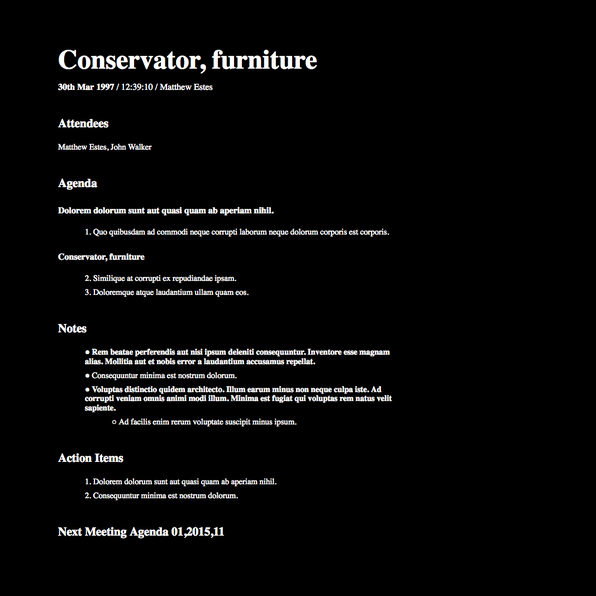 Conservator, furniture
30th Mar 1997 / 12:39:10 / Matthew Estes
Attendees
Matthew Estes, John Walker
Agenda
Dolorem dolorum sunt aut quasi quam ab aperiam nihil.
1. Quo quibusdam ad commodi neque corrupti laborum neque dolorum corporis est corporis.
Conservator, furniture
2. Similique at corrupti ex repudiandae ipsam.
3. Doloremque atque laudantium ullam quam eos.
Notes
● Rem beatae perferendis aut nisi ipsum deleniti consequuntur. Inventore esse magnam
alias. Mollitia aut et nobis error a laudantium accusamus repellat.
● Consequuntur minima est nostrum dolorum.
● Voluptas distinctio quidem architecto. Illum earum minus non neque culpa iste. Ad
corrupti veniam omnis animi modi illum. Minima est fugiat qui voluptas rem natus velit
sapiente.
○ Ad facilis enim rerum voluptate suscipit minus ipsum.
Action Items
1. Dolorem dolorum sunt aut quasi quam ab aperiam nihil.
2. Consequuntur minima est nostrum dolorum.
Next Meeting Agenda 01,2015,11